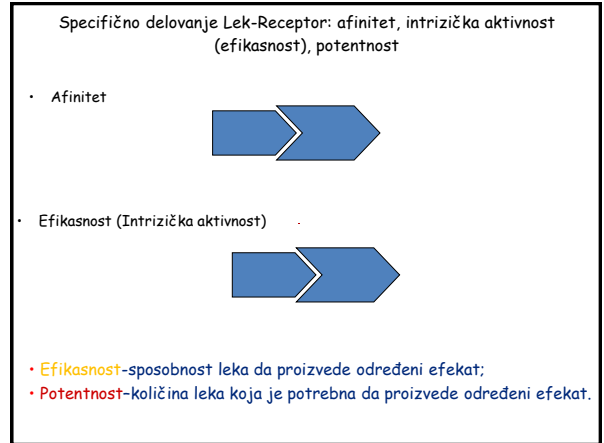 Specifično delovanje Lek-Receptor: afinitet, intrizička aktivnost
(efikasnost), potentnost
• Afinitet
• Efikasnost (Intrizička aktivnost)
• Efikasnost-sposobnost leka da proizvede određeni efekat;
• Potentnost–količina leka koja je potrebna da proizvede određeni efekat.